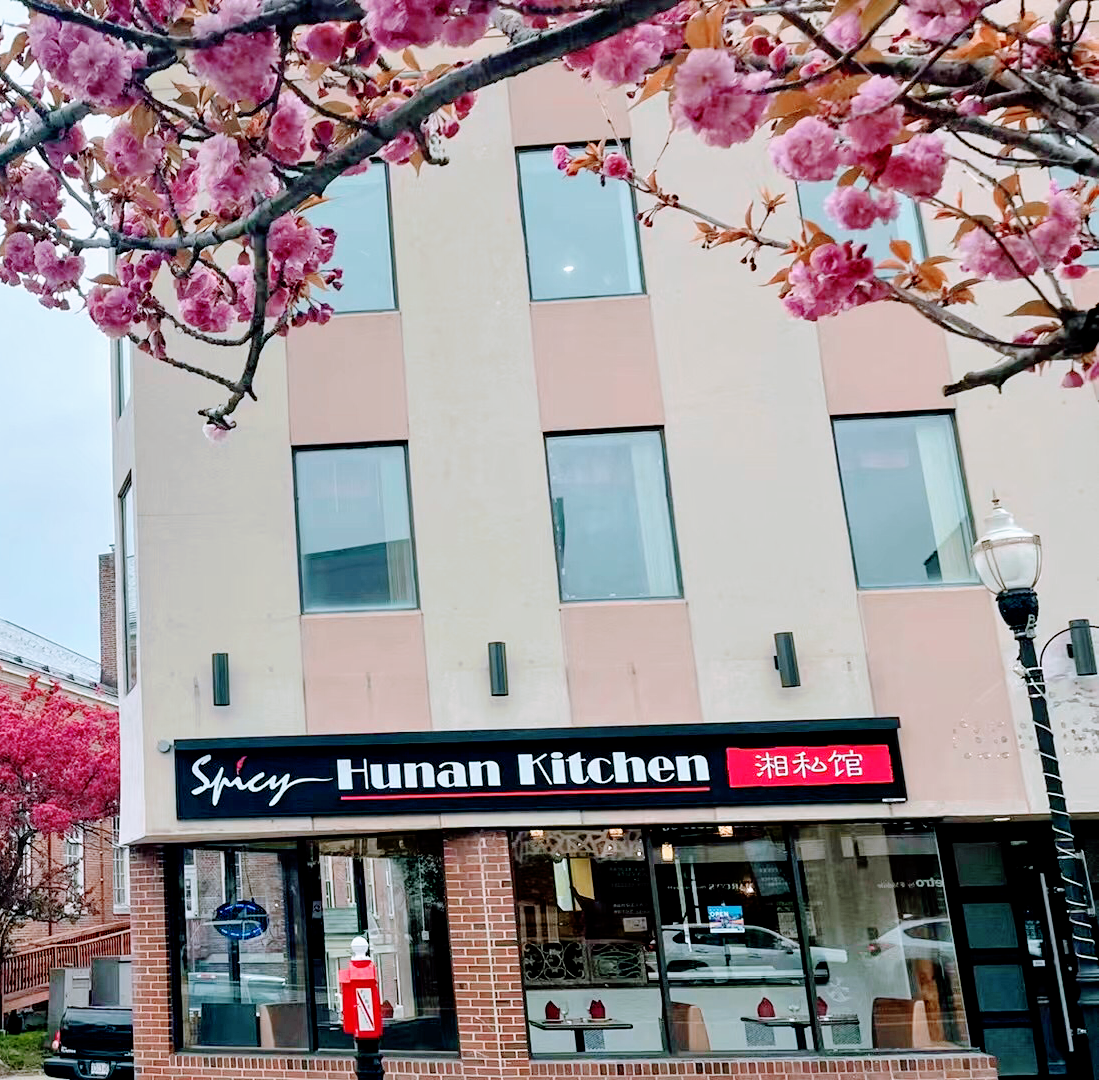 Spicy Hunan Kitchen 湘私馆
OPEN